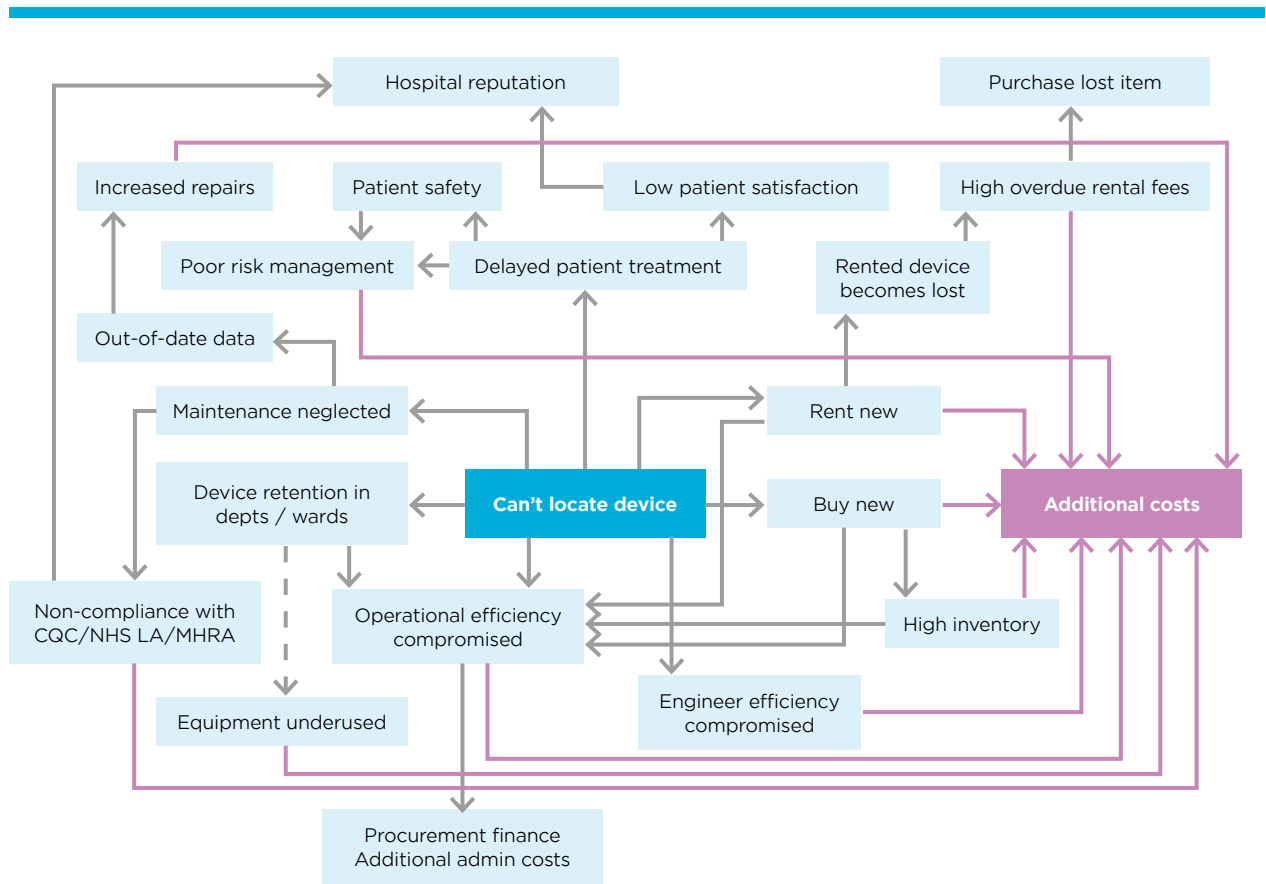 Hospital reputation
Purchase lost item
Increased repairs
Patient safety
Low patient satisfaction
High overdue rental fees
Poor risk management
Delayed patient treatment
Rented device
becomes lost
Out-of-date data
Maintenance neglected
Rent new
Device retention in
depts / wards
Can’t locate device
Buy new
Additional costs
Non-compliance with
CQC/NHS LA/MHRA
Operational efficiency
compromised
High inventory
Engineer efficiency
compromised
Equipment underused
Procurement finance
Additional admin costs